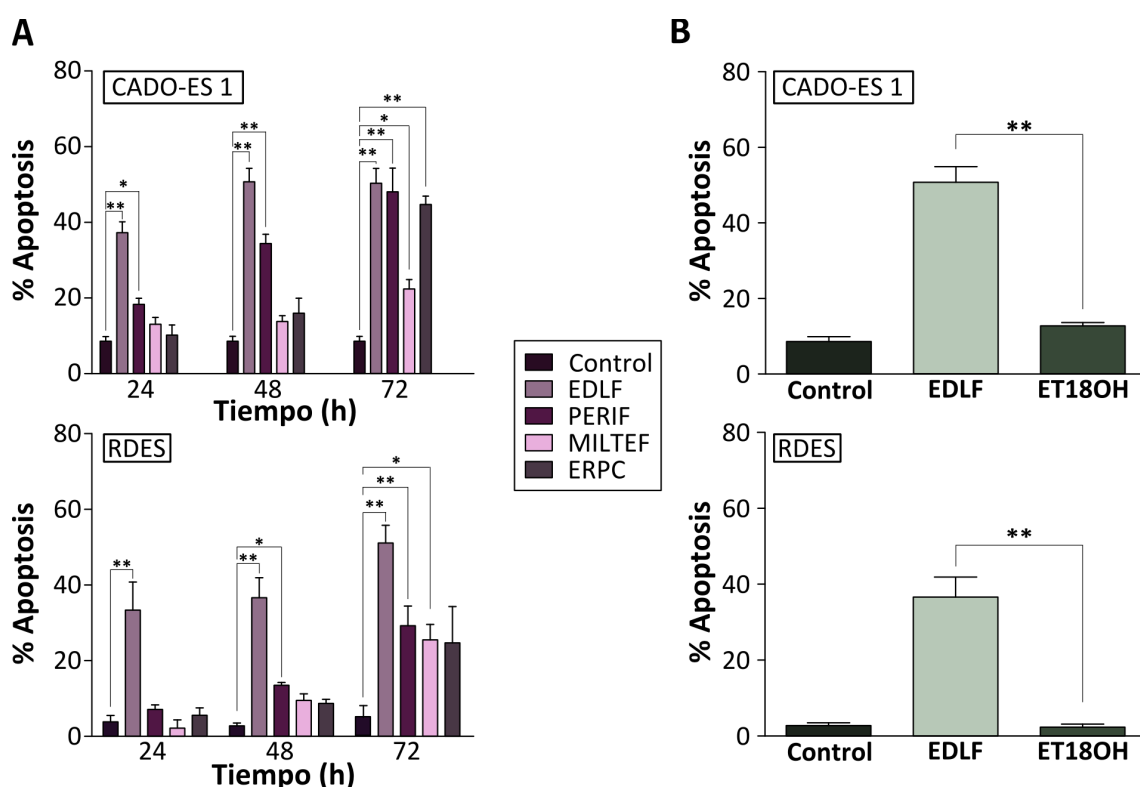 A
80
60
40
20
0
% Apoptosis
CADO-ES 1
**
*
**
**
**
**
*
**
24
48
72
Tiempo (h)
80
60
40
20
0
% Apoptosis
RDES
**
*
**
*
**
**
24
48
72
Tiempo (h)
Control
EDLF
PERIF
MILTEF
ERPC
B
80
60
40
20
0
% Apoptosis
CADO-ES 1
**
Control
EDLF
ET18OH
80
60
40
20
0
% Apoptosis
RDES
**
Control
EDLF
ET18OH